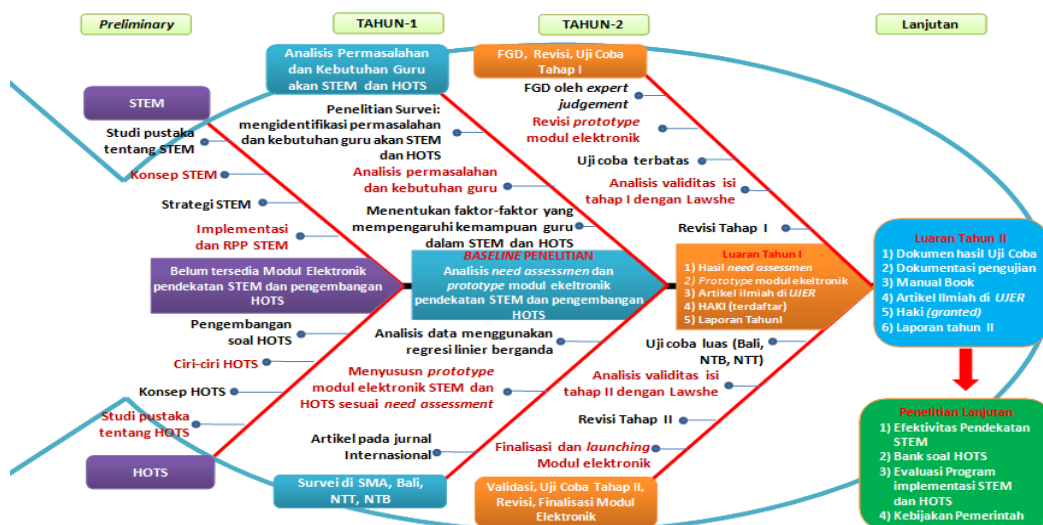 Preliminary
TAHUN-1
TAHUN-2
Lanjutan
STEM
Studi pustaka
tentang STEM
Konsep STEM
Strategi STEM
Implementasi
dan RPP STEM
Belum tersedia Modul Elektronik
pendekatan STEM dan pengembangan
HOTS
Pengembangan
soal HOTS
Ciri-ciri HOTS
Konsep HOTS
Studi pustaka
tentang HOTS
HOTS
Analisis Permasalahan
dan Kebutuhan Guru
akan STEM dan HOTS
Penelitian Survei:
mengidentifikasi permasalahan
dan kebutuhan guru akan STEM
dan HOTS
Analisis permasalahan
dan kebutuhan guru
Menentukan faktor-faktor yang
mempengaruhi kemampuan guru
dalam STEM dan HOTS
BASELINE PENELITIAN
Analisis need assessmen dan
prototype modul ekeltronik
pendekatan STEM dan pengembangan
HOTS
Analisis data menggunakan
regresi linier berganda
Menyususn prototype
modul elektronik STEM dan
HOTS sesuai need assessment
Artikel pada jurnal
Internasional
Survei di SMA, Bali,
NTT, NTB
FGD, Revisi, Uji Coba
Tahap I
FGD oleh expert
judgement
Revisi prototype
modul elektronik
Uji coba terbatas
Analisis validitas isi
tahap I dengan Lawshe
Revisi Tahap I
Luaran Tahun I
1) Hasil need assessmen
2) Prototype modul ekeltronik
3) Artikel ilmiah di UJER
4) HAKI (terdaftar)
5) Laporan TahunI
Uji coba luas (Bali,
NTB, NTT)
Analisis validitas isi
tahap II dengan Lawshe
Revisi Tahap II
Finalisasi dan launching
Modul elektronik
Validasi, Uji Coba Tahap II,
Revisi, Finalisasi Modul
Elektronik
Luaran Tahun II
1) Dokumen hasil Uji Coba
2) Dokumentasi pengujian
3) Manual Book
4) Artikel Ilmiah di UJER
5) Haki (granted)
6) Laporan tahun II
Penelitian Lanjutan
1) Efektivitas Pendekatan
STEM
2) Bank soal HOTS
3) Evaluasi Program
implementasi STEM
dan HOTS
4) Kebijakan Pemerintah